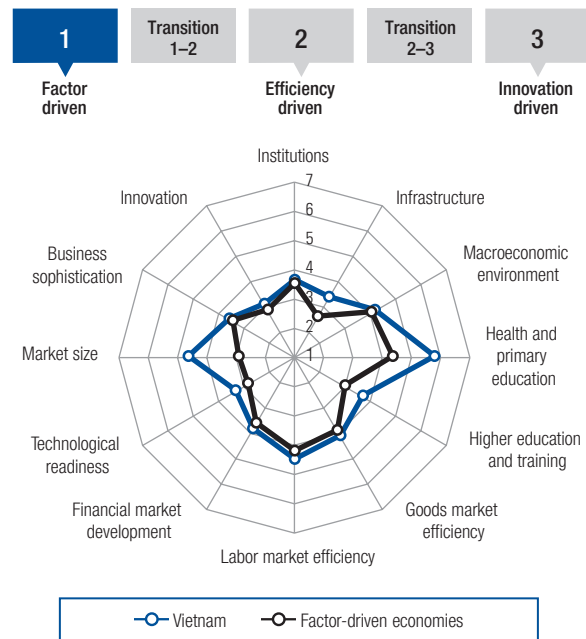 1
Transition
1–2
2
Transition
2–3
3
Factor
driven
Efficiency
driven
Innovation
driven
Institutions
7
6
5
4
3
2
1
Infrastructure
Macroeconomic
environment
Health and
primary
education
Higher education
and training
Goods market
efficiency
Labor market efficiency
Financial market
development
Technological
readiness
Market size
Business
sophistication
Innovation
Vietnam
Factor-driven economies